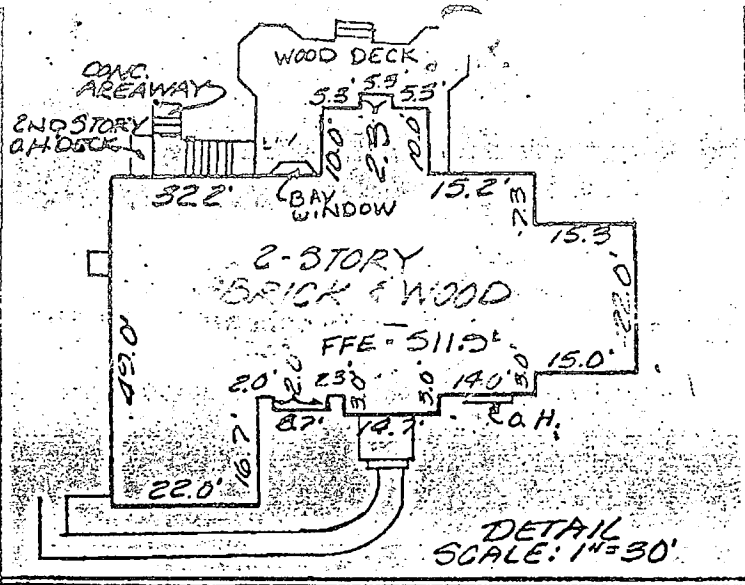 WOOD DECK
CONC.
AREAWAY
5.3' 5.9' 5.3'
2ND STORY
O.H. DECK
10.0' 2.5' 10.0'
32.2'
BAY
WINDOW
15.2'
7.3'
15.3'
2-STORY
BRICK & WOOD
22.0'
FFE = 511.9±
49.0'
2.0' 2.0' 2.3' 3.0' 3.0' 14.0' 3.0' 15.0'
8.7' 14.7' O.H.
16.7'
22.0'
DETAIL
SCALE: 1"=30'